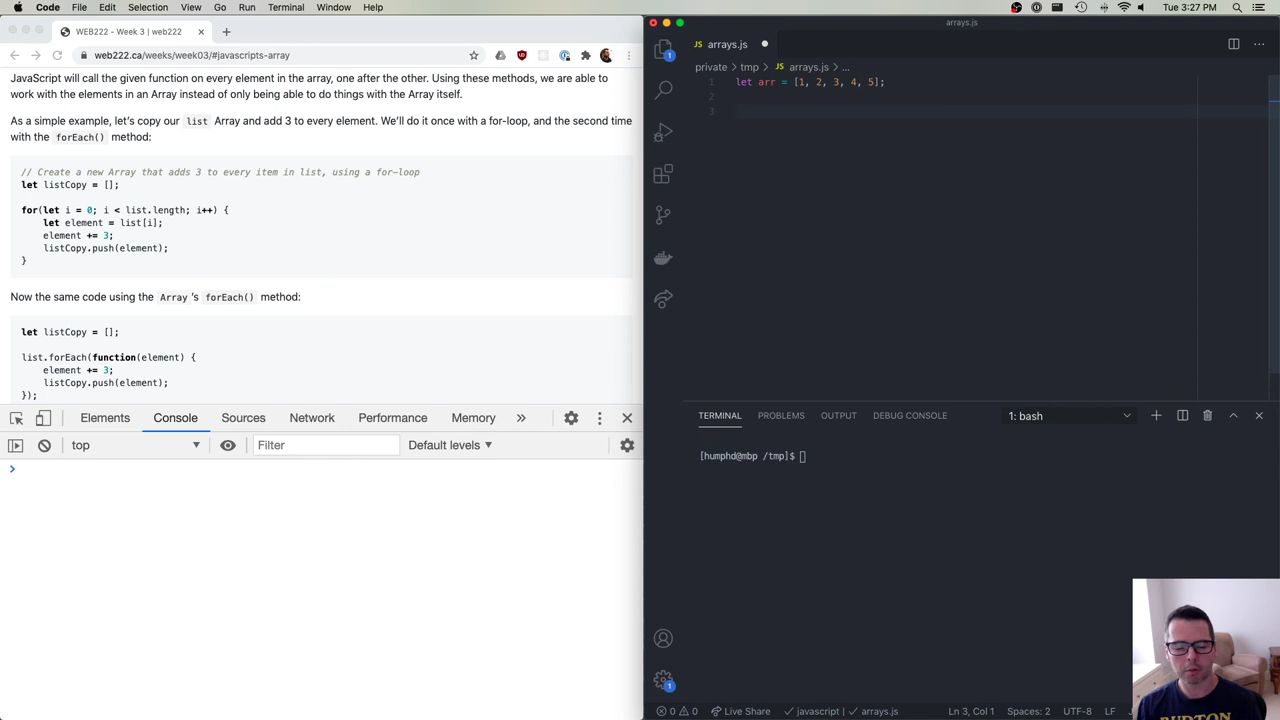 Code File Edit Selection View Go Run Terminal Window Help
Tue 3:27 PM
WEB222 - Week 3 | web222
web222.ca/weeks/week03/#javascripts-array
JavaScript will call the given function on every element in the array, one after the other. Using these methods, we are able to
work with the elements in an Array instead of only being able to do things with the Array itself.
As a simple example, let's copy our list Array and add 3 to every element. We'll do it once with a for-loop, and the second time
with the forEach() method:
// Create a new Array that adds 3 to every item in list, using a for-loop
let listCopy = [];
for(let i = 0; i < list.length; i++) {
let element = list[i];
element += 3;
listCopy.push(element);
}
Now the same code using the Array 's forEach() method:
let listCopy = [];
list.forEach(function(element) {
element += 3;
listCopy.push(element);
});
Elements Console Sources Network Performance Memory »
top Filter Default levels
>
arrays.js
JS arrays.js
private > tmp > JS arrays.js > ...
1 let arr = [1, 2, 3, 4, 5];
2
3
1
TERMINAL PROBLEMS OUTPUT DEBUG CONSOLE 1: bash
[humphd@mbp /tmp]$
1
0 0 Live Share javascript | arrays.js Ln 3, Col 1 Spaces: 2 UTF-8 LF
BURTON